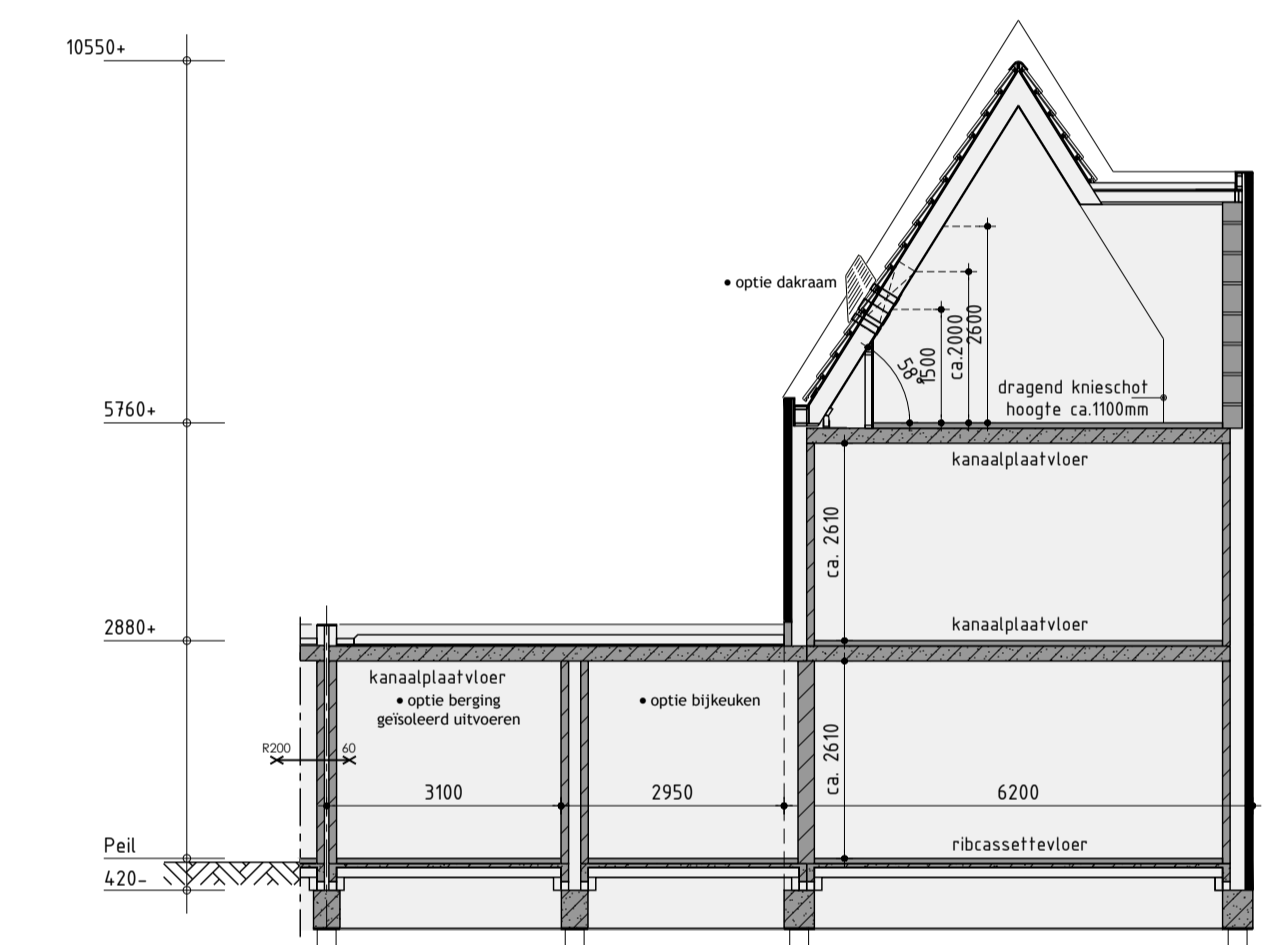 10550+
• optie dakraam
58°
1500
ca.2000
2600
dragend knieschot
hoogte ca.1100mm
5760+
kanaalplaatvloer
ca. 2610
2880+
kanaalplaatvloer
kanaalplaatvloer
• optie berging
geïsoleerd uitvoeren
• optie bijkeuken
R200
60
ca. 2610
3100
2950
6200
Peil
ribcassettevloer
420-